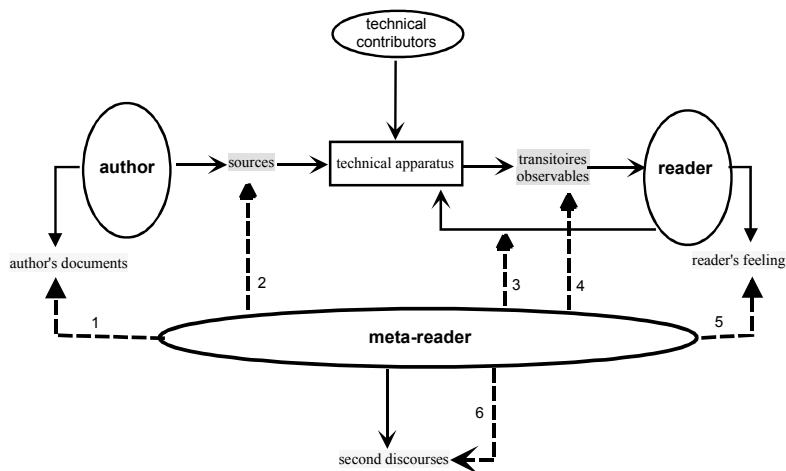 technical
contributors
author
sources
technical apparatus
transitoires
observables
reader
author's documents
reader's feeling
2
3
4
1
5
meta-reader
6
second discourses